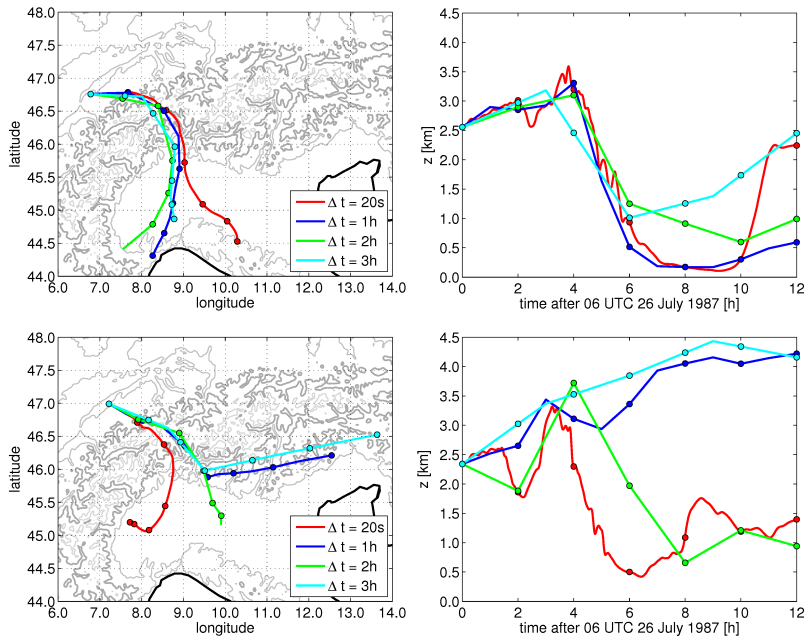 48.0
47.5
47.0
46.5
46.0
45.5
45.0
44.5
44.0
latitude
6.0 7.0 8.0 9.0 10.0 11.0 12.0 13.0 14.0
longitude
Δ t = 20s
Δ t = 1h
Δ t = 2h
Δ t = 3h
4.5
4.0
3.5
3.0
2.5
2.0
1.5
1.0
0.5
0.0
z [km]
0 2 4 6 8 10 12
time after 06 UTC 26 July 1987 [h]
48.0
47.5
47.0
46.5
46.0
45.5
45.0
44.5
44.0
latitude
6.0 7.0 8.0 9.0 10.0 11.0 12.0 13.0 14.0
longitude
Δ t = 20s
Δ t = 1h
Δ t = 2h
Δ t = 3h
4.5
4.0
3.5
3.0
2.5
2.0
1.5
1.0
0.5
0.0
z [km]
0 2 4 6 8 10 12
time after 06 UTC 26 July 1987 [h]